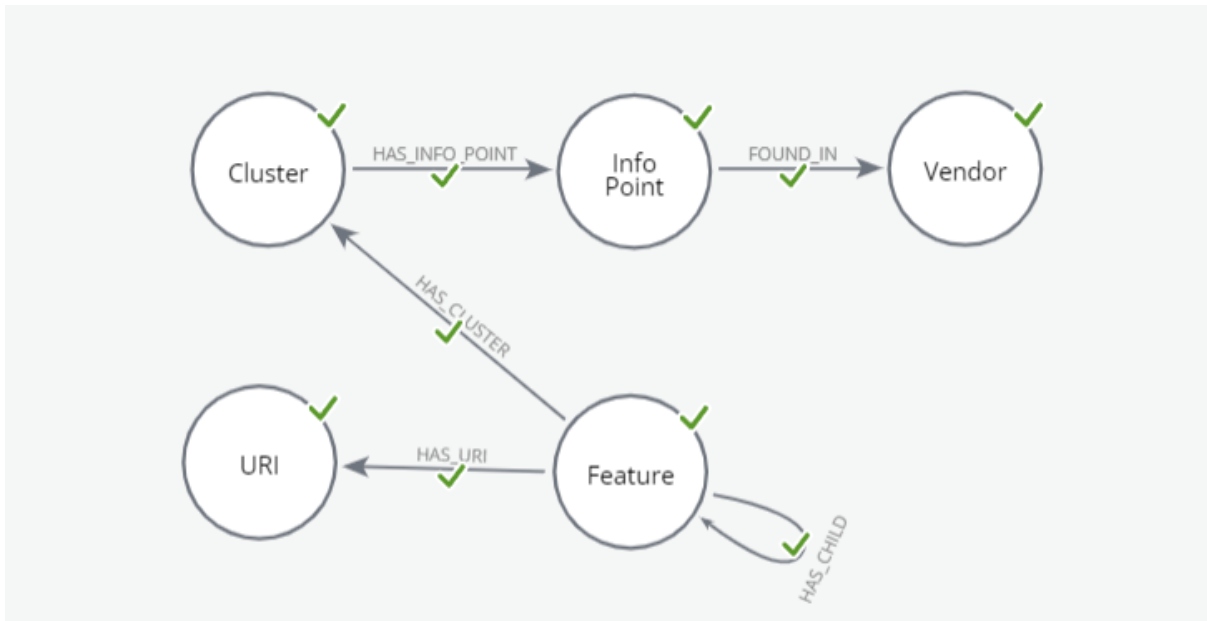 HAS_INFO_POINT
FOUND_IN
Cluster
Info
Point
Vendor
HAS_CLUSTER
HAS_URI
URI
Feature
HAS_CHILD